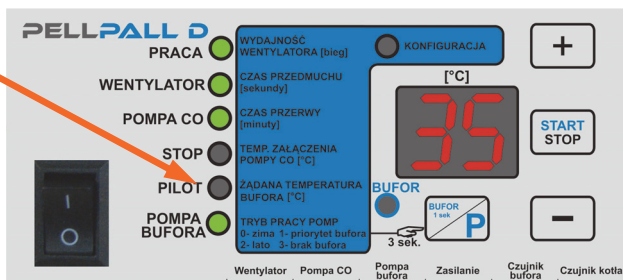 PELLPALL D
PRACA
WENTYLATOR
POMPA CO
STOP
PILOT
POMPA
BUFORA
WYDAJNOŚĆ
WENTYLATORA [bieg]
CZAS PRZEDMUCHU
[sekundy]
CZAS PRZERWY
[minuty]
TEMP. ZAŁĄCZENIA
POMPY CO [°C]
ŻĄDANA TEMPERATURA
BUFORA [°C]
TRYB PRACY POMP
0- zima 1- priorytet bufora
2- lato 3- brak bufora
KONFIGURACJA
[°C]
35
BUFOR
BUFOR
1 sek
P
3 sek.
+
START
STOP
−
I
O
Wentylator Pompa CO Pompa bufora Zasilanie Czujnik bufora Czujnik kotła